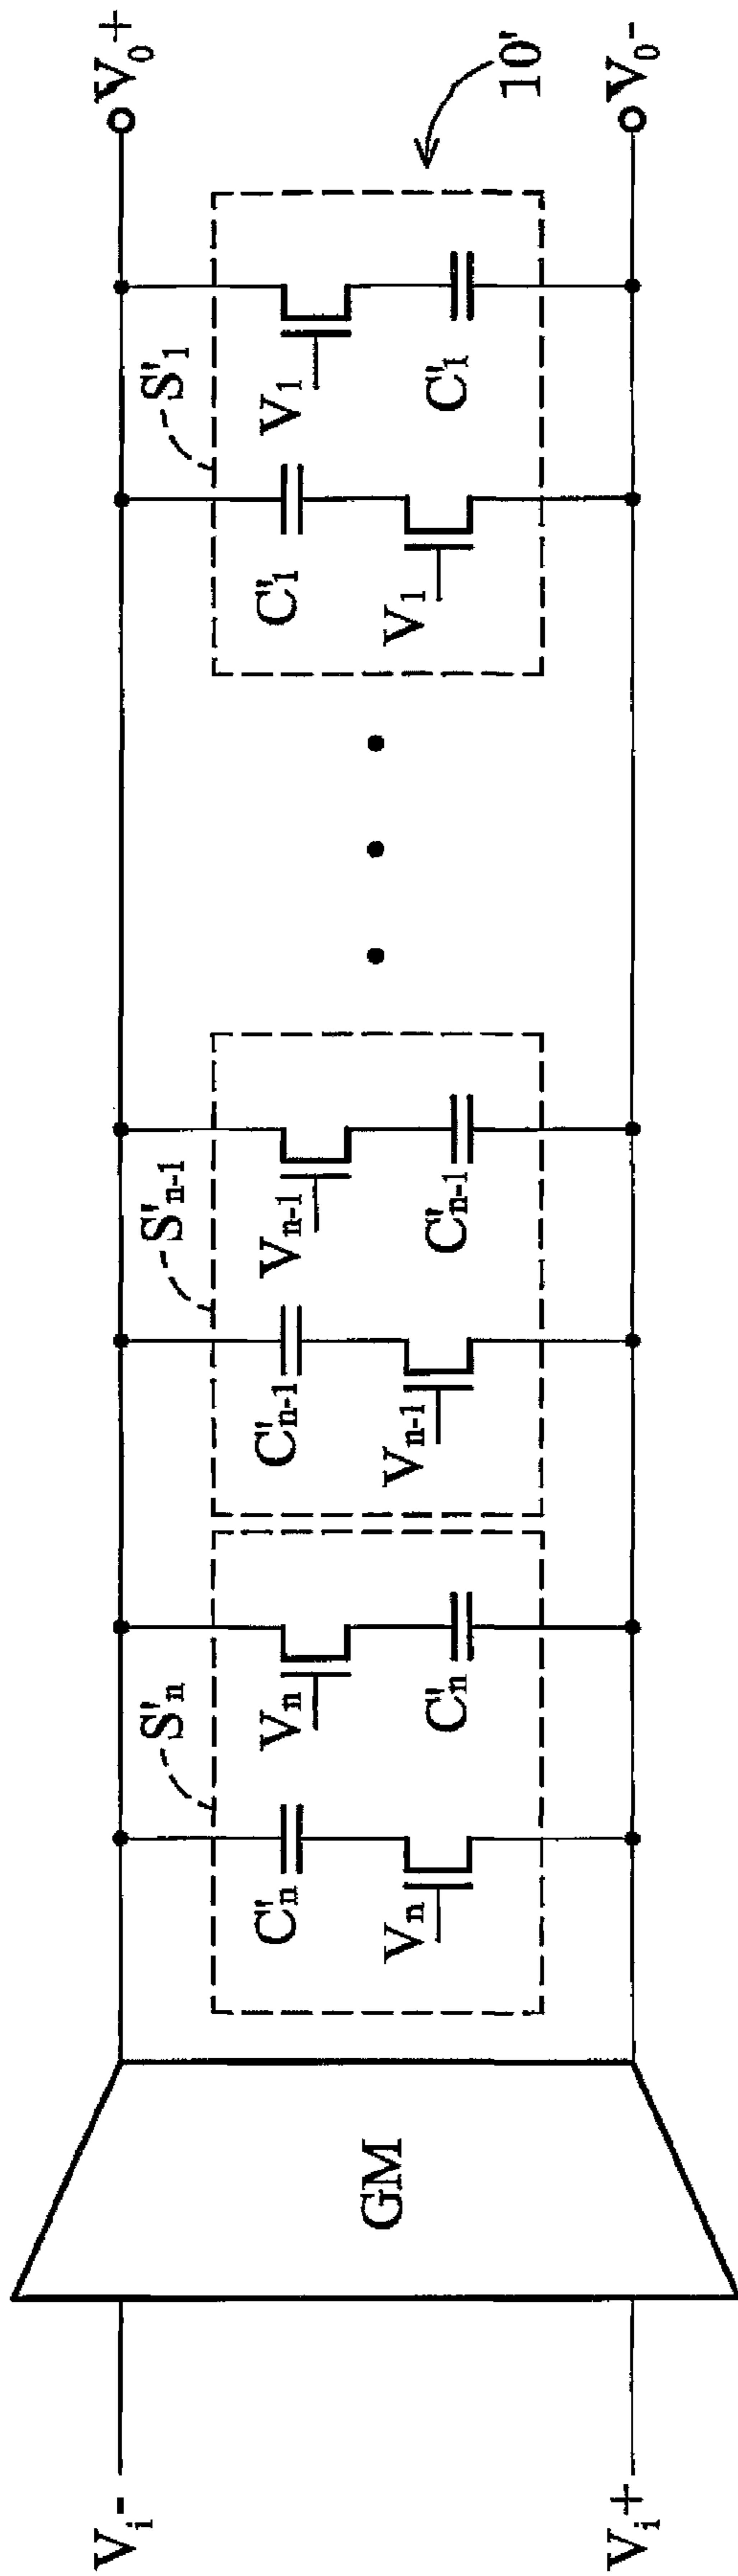 V₀+
V₀-
10'
S'₁
V₁
C'₁
C'₁
V₁
S'ₙ₋₁
Vₙ₋₁
C'ₙ₋₁
C'ₙ₋₁
Vₙ₋₁
S'ₙ
Vₙ
C'ₙ
C'ₙ
Vₙ
GM
Vᵢ-
Vᵢ+